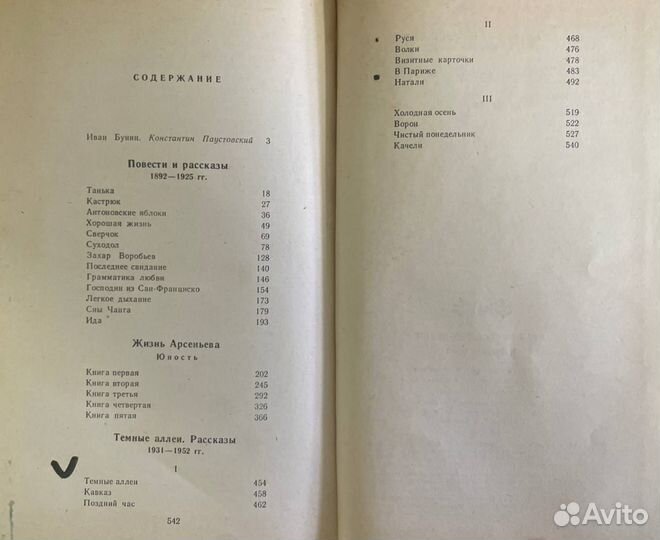 СОДЕРЖАНИЕ
Иван Бунин. Константин Паустовский 3
Повести и рассказы
1892—1925 гг.
Танька 18
Кастрюк 27
Антоновские яблоки 36
Хорошая жизнь 49
Сверчок 69
Суходол 78
Захар Воробьев 128
Последнее свидание 140
Грамматика любви 146
Господин из Сан-Франциско 154
Легкое дыхание 173
Сны Чанга 179
Ида 193
Жизнь Арсеньева
Юность
Книга первая 202
Книга вторая 245
Книга третья 292
Книга четвертая 326
Книга пятая 366
Темные аллеи. Рассказы
1931—1952 гг.
I
Темные аллеи 454
Кавказ 458
Поздний час 462
542
II
Руся 468
Волки 476
Визитные карточки 478
В Париже 483
Натали 492
III
Холодная осень 519
Ворон 522
Чистый понедельник 527
Качели 540
Avito